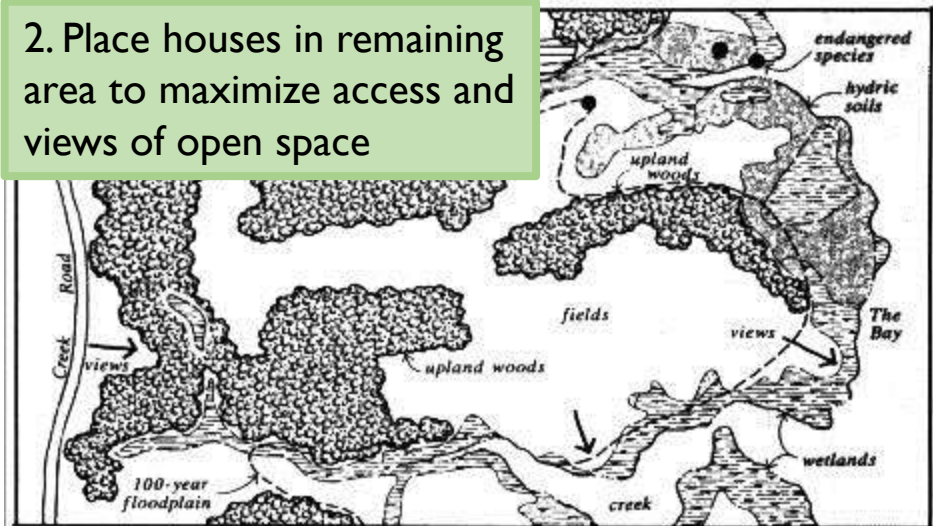 2. Place houses in remaining
area to maximize access and
views of open space
endangered
species
hydric
soils
upland
woods
Creek Road
views
fields
The
Bay
views
upland woods
100-year
floodplain
wetlands
creek